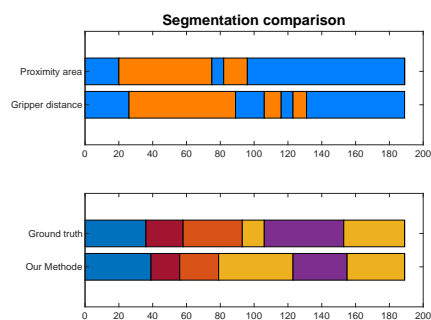 Segmentation comparison
Proximity area
Gripper distance
0 20 40 60 80 100 120 140 160 180 200
Ground truth
Our Methode
0 20 40 60 80 100 120 140 160 180 200